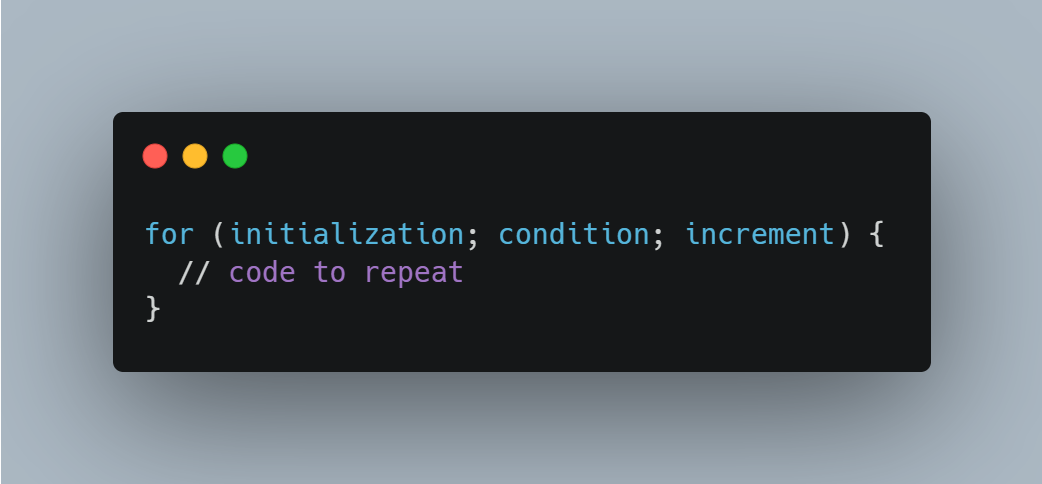 for (initialization; condition; increment) {
  // code to repeat
}